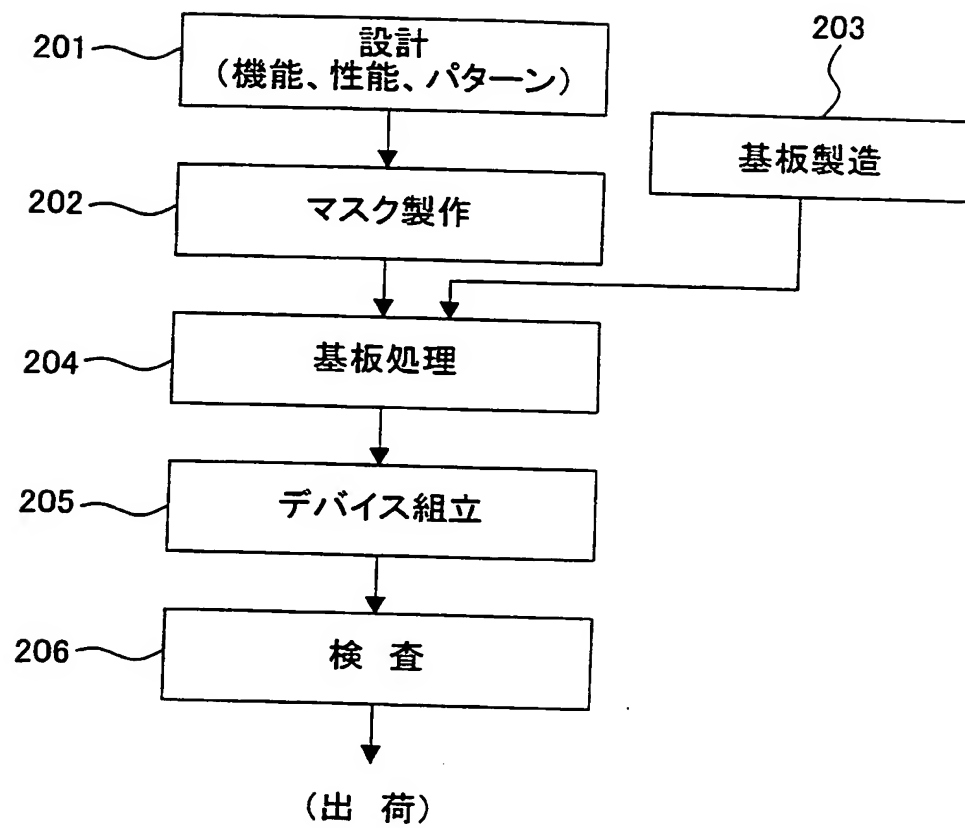 201
設計
(機能、性能、パターン)
203
基板製造
202
マスク製作
204
基板処理
205
デバイス組立
206
検 査
(出 荷)